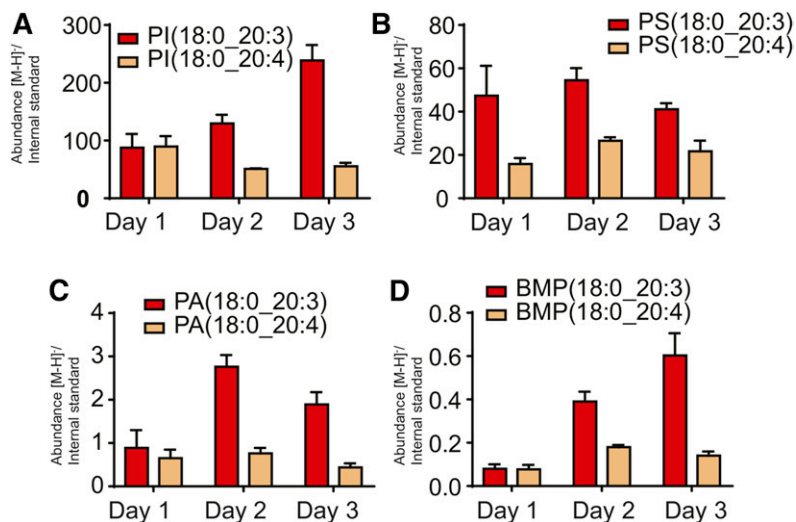 A
PI(18:0_20:3)
PI(18:0_20:4)
Abundance [M-H]⁻/
Internal standard
300
200
100
0
Day 1 Day 2 Day 3
B
PS(18:0_20:3)
PS(18:0_20:4)
Abundance [M-H]⁻/
Internal standard
80
60
40
20
0
Day 1 Day 2 Day 3
C
PA(18:0_20:3)
PA(18:0_20:4)
Abundance [M-H]⁻/
Internal standard
4
3
2
1
0
Day 1 Day 2 Day 3
D
BMP(18:0_20:3)
BMP(18:0_20:4)
Abundance [M-H]⁻/
Internal standard
0.8
0.6
0.4
0.2
0.0
Day 1 Day 2 Day 3